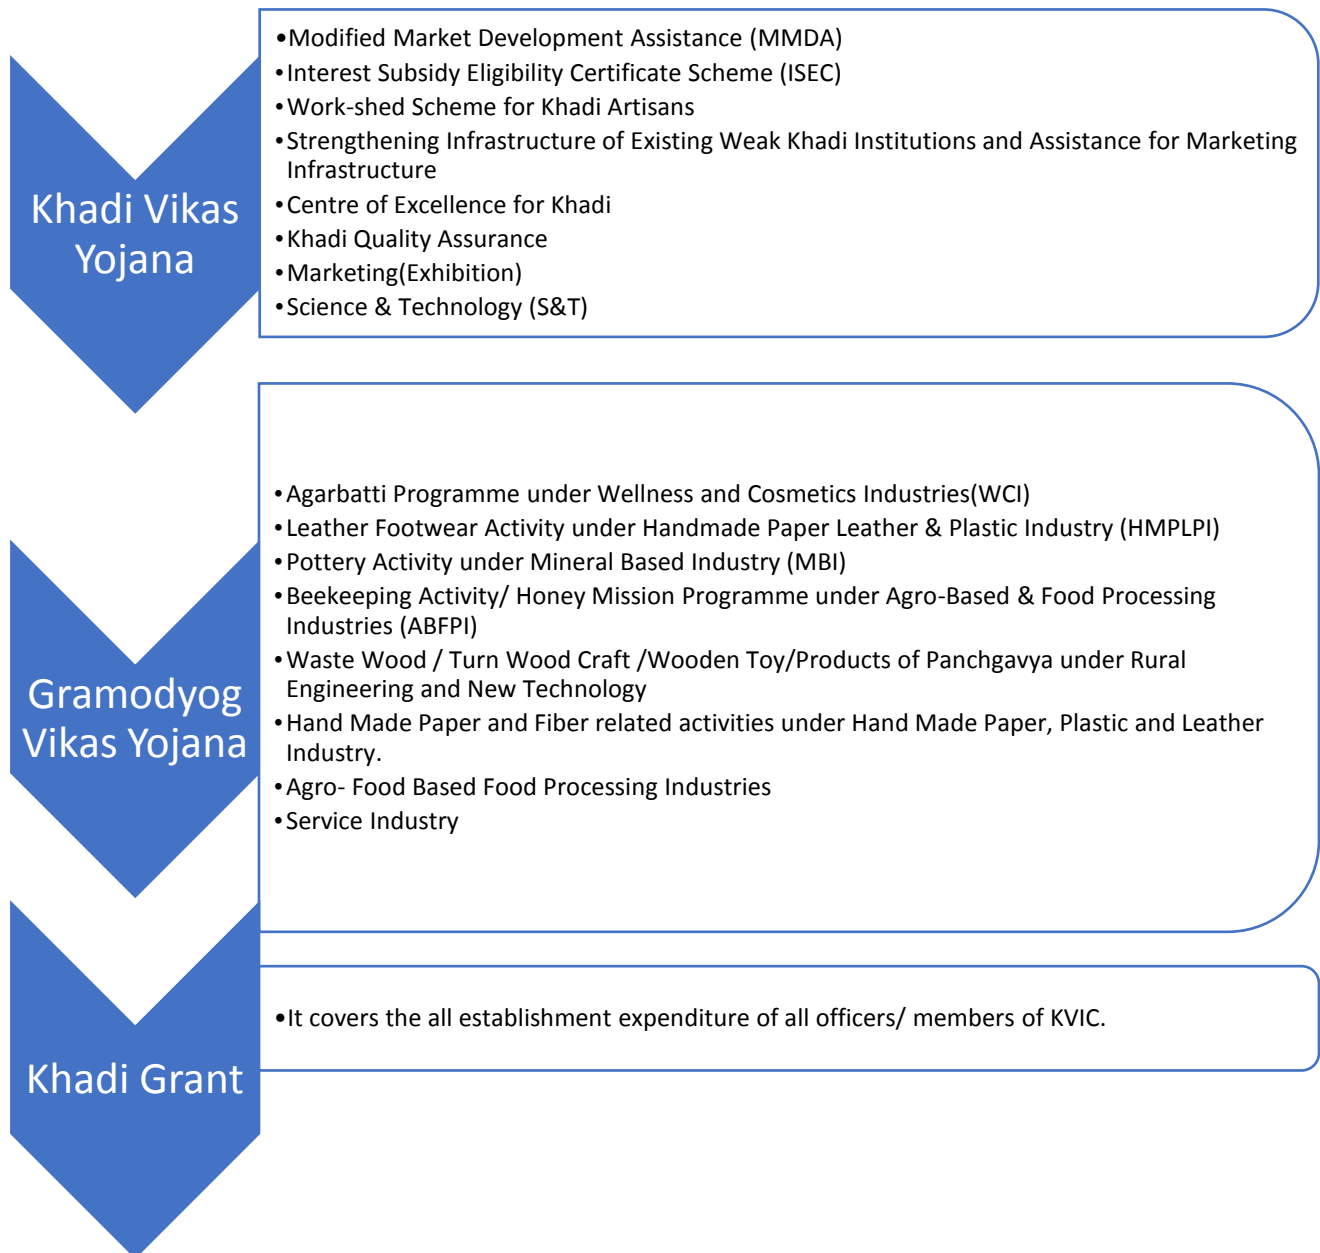 Khadi Vikas
Yojana
•Modified Market Development Assistance (MMDA)
•Interest Subsidy Eligibility Certificate Scheme (ISEC)
•Work-shed Scheme for Khadi Artisans
•Strengthening Infrastructure of Existing Weak Khadi Institutions and Assistance for Marketing
Infrastructure
•Centre of Excellence for Khadi
•Khadi Quality Assurance
•Marketing(Exhibition)
•Science & Technology (S&T)
Gramodyog
Vikas Yojana
•Agarbatti Programme under Wellness and Cosmetics Industries(WCI)
•Leather Footwear Activity under Handmade Paper Leather & Plastic Industry (HMPLPI)
•Pottery Activity under Mineral Based Industry (MBI)
•Beekeeping Activity/ Honey Mission Programme under Agro-Based & Food Processing
Industries (ABFPI)
•Waste Wood / Turn Wood Craft /Wooden Toy/Products of Panchgavya under Rural
Engineering and New Technology
•Hand Made Paper and Fiber related activities under Hand Made Paper, Plastic and Leather
Industry.
•Agro- Food Based Food Processing Industries
•Service Industry
Khadi Grant
•It covers the all establishment expenditure of all officers/ members of KVIC.